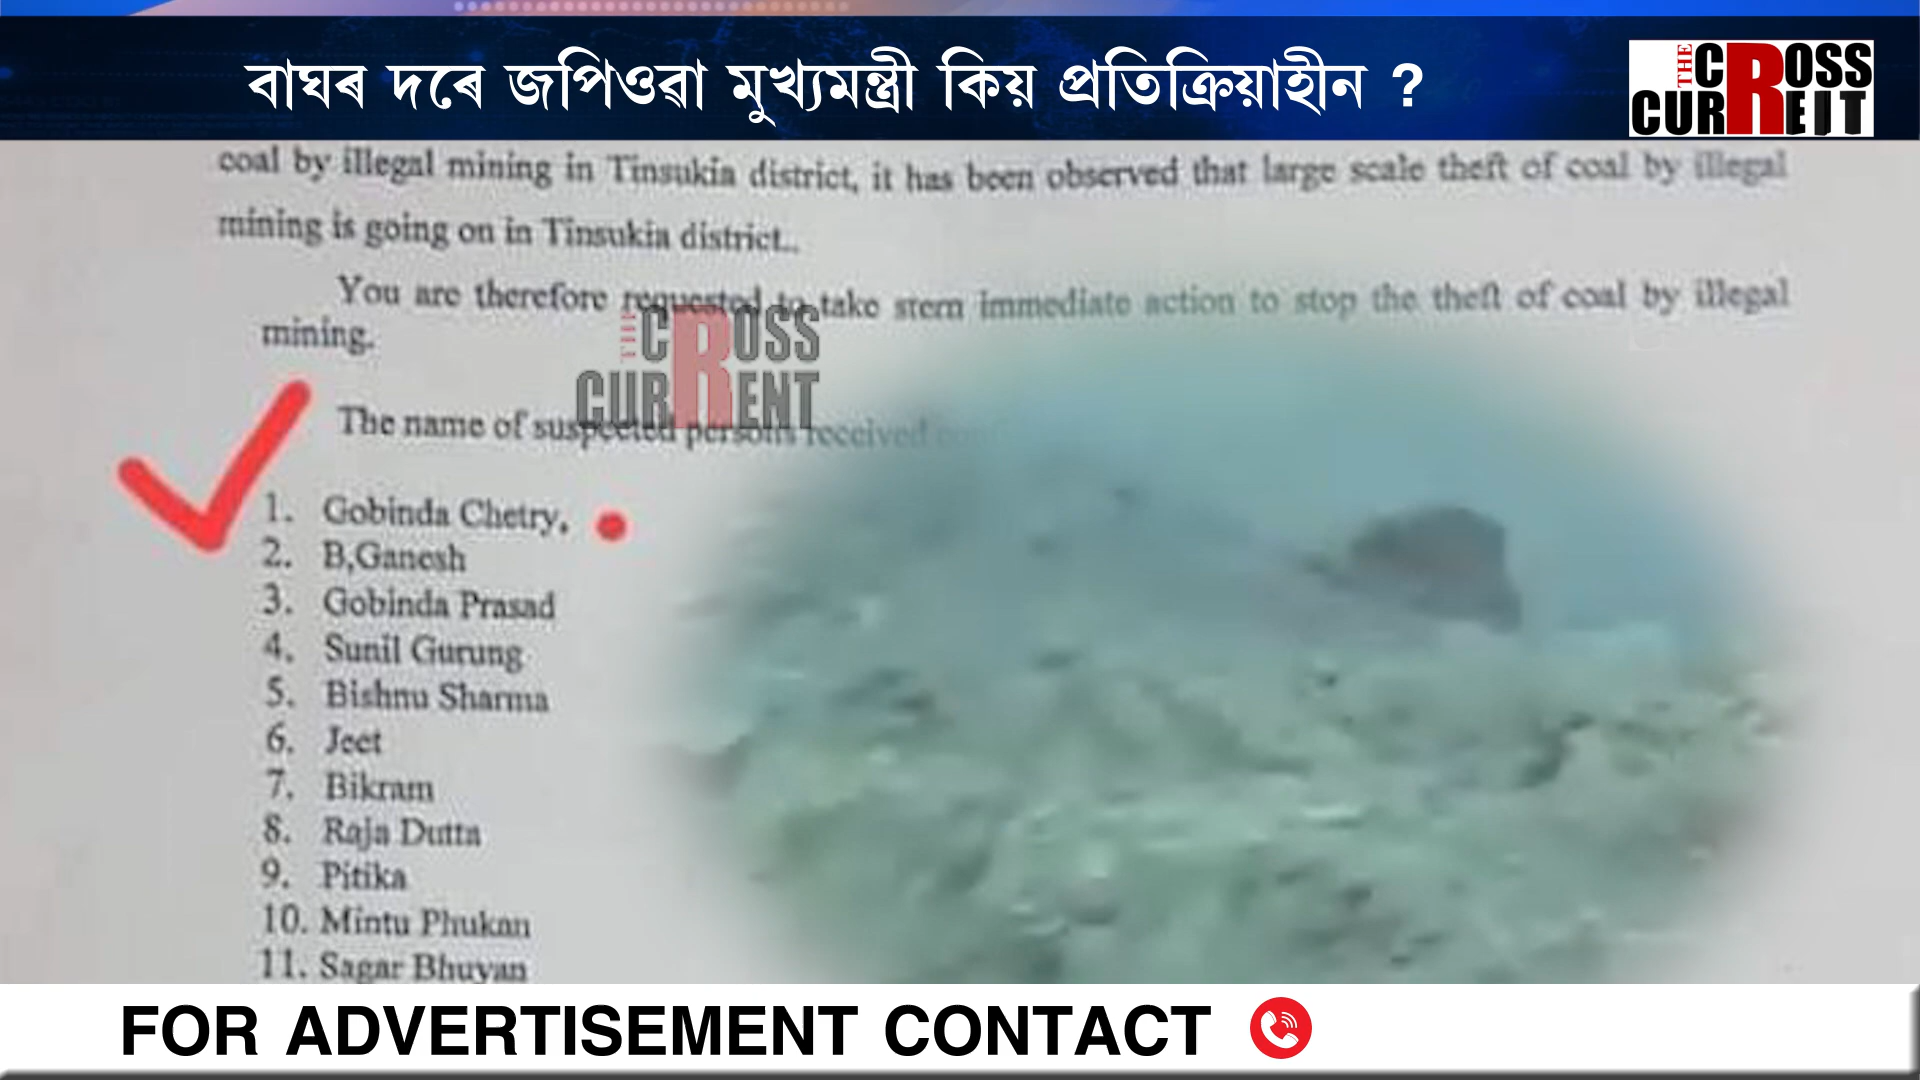 বাঘৰ দৰে জপিওৱা মুখ্যমন্ত্ৰী কিয় প্ৰতিক্ৰিয়াহীন ?
THE CROSS
CURRENT
coal by illegal mining in Tinsukia district, it has been observed that large scale theft of coal by illegal
mining is going on in Tinsukia district..
You are therefore requested to take stern immediate action to stop the theft of coal by illegal
mining.
THE CROSS
CURRENT
The name of suspected persons received
1. Gobinda Chetry,
2. B,Ganesh
3. Gobinda Prasad
4. Sunil Gurung
5. Bishnu Sharma
6. Jeet
7. Bikram
8. Raja Dutta
9. Pitika
10. Mintu Phukan
11. Sagar Bhuyan
FOR ADVERTISEMENT CONTACT